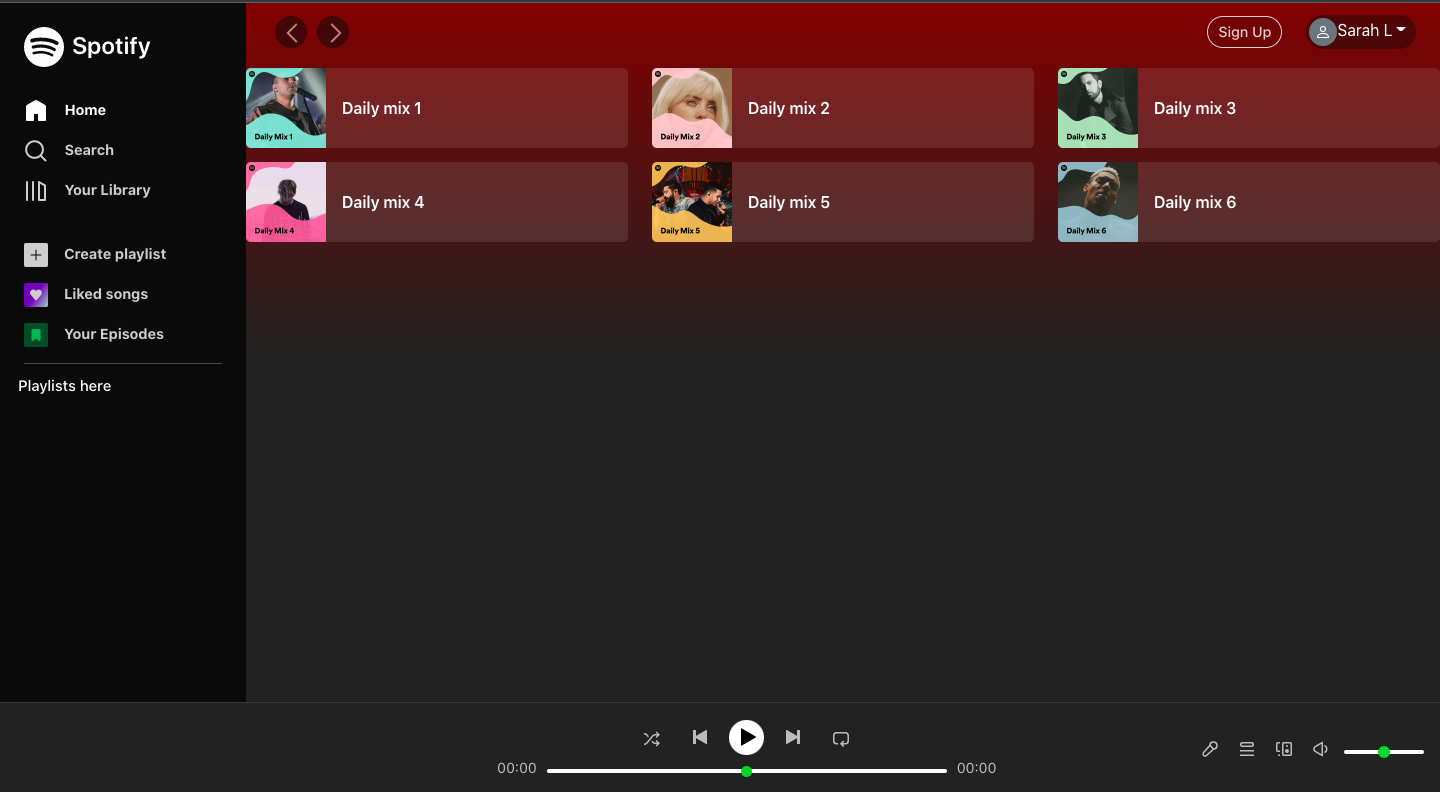 Spotify
Home
Search
Your Library
Create playlist
Liked songs
Your Episodes
Playlists here
Sign Up
Sarah L
Daily Mix 1
Daily mix 1
Daily Mix 2
Daily mix 2
Daily Mix 3
Daily mix 3
Daily Mix 4
Daily mix 4
Daily Mix 5
Daily mix 5
Daily Mix 6
Daily mix 6
00:00
00:00